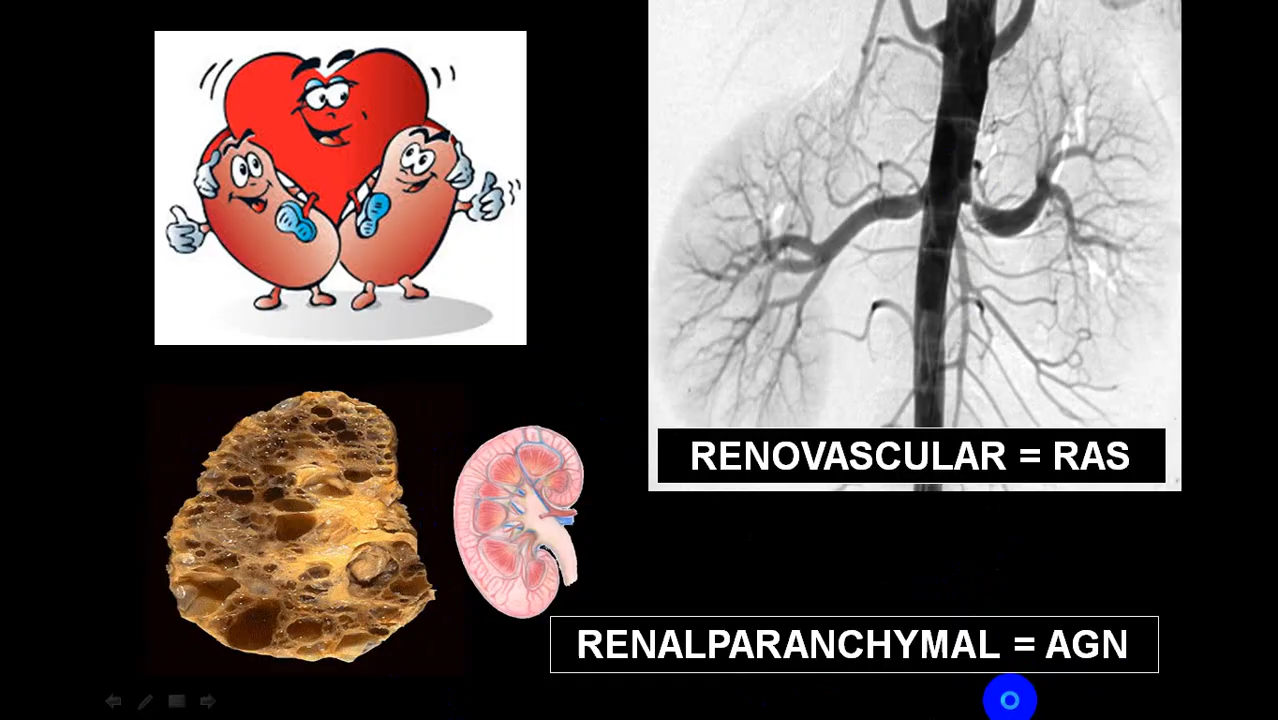 RENOVASCULAR = RAS
RENALPARANCHYMAL = AGN